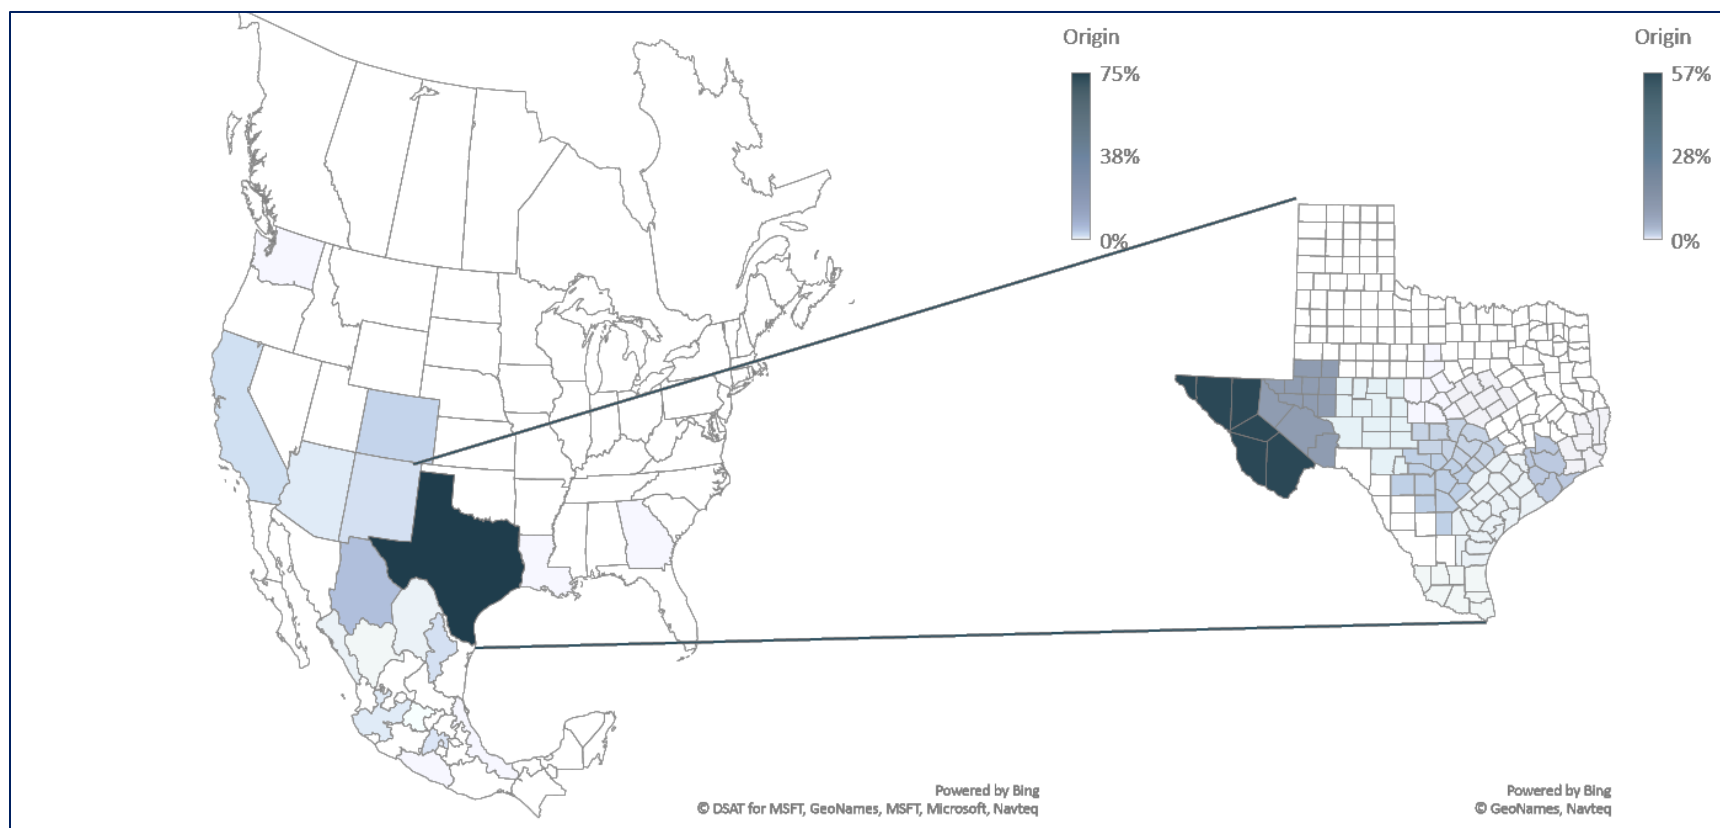 Origin
75%
38%
0%
Powered by Bing
© DSAT for MSFT, GeoNames, MSFT, Microsoft, Navteq
Origin
57%
28%
0%
Powered by Bing
© GeoNames, Navteq